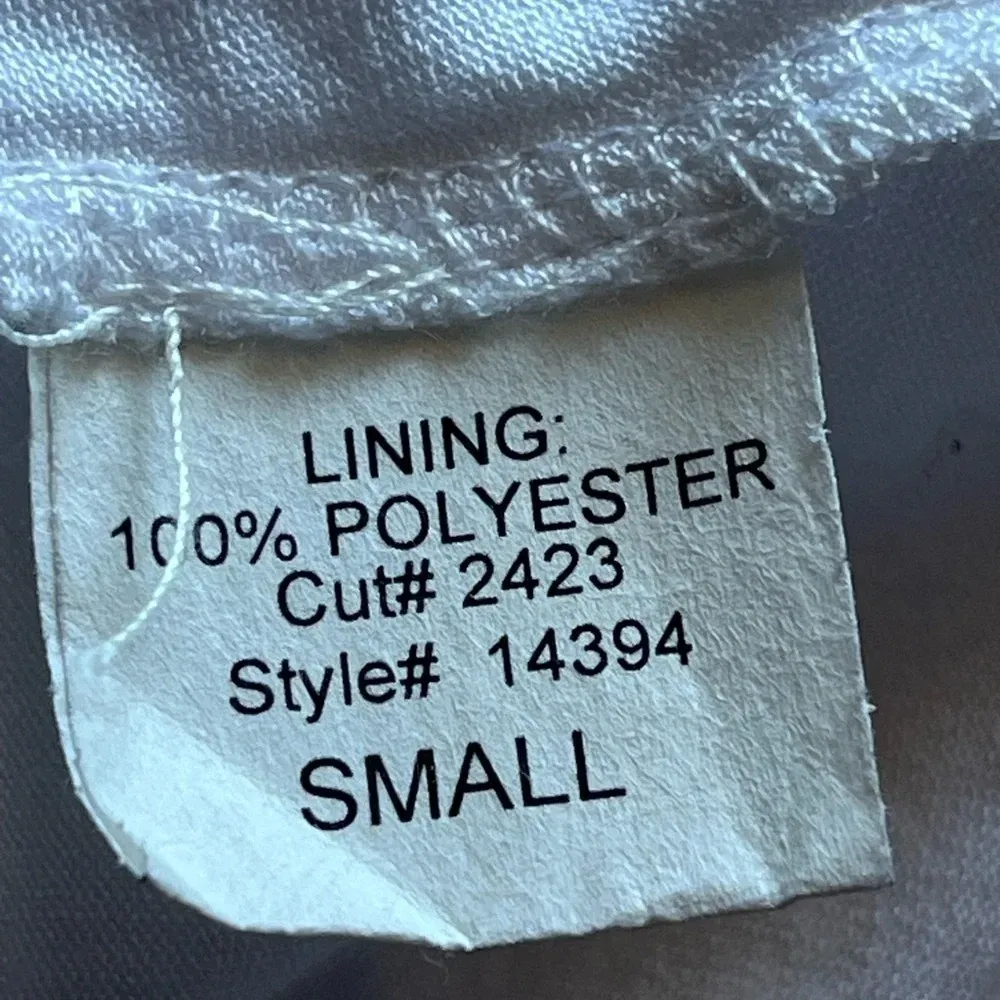 LINING:
100% POLYESTER
Cut# 2423
Style# 14394
SMALL